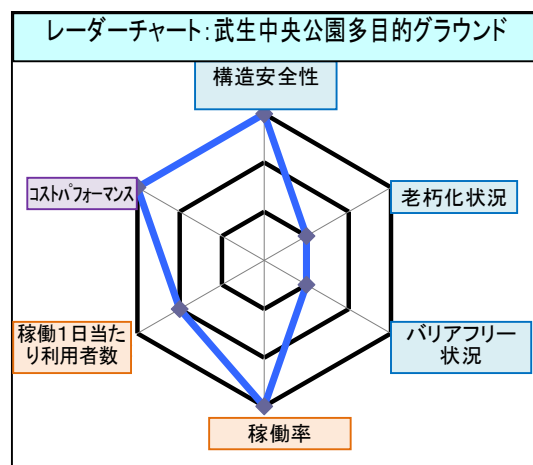 レーダーチャート:武生中央公園多目的グラウンド
構造安全性
コストパフォーマンス
老朽化状況
稼働1日当た
り利用者数
バリアフリー
状況
稼働率